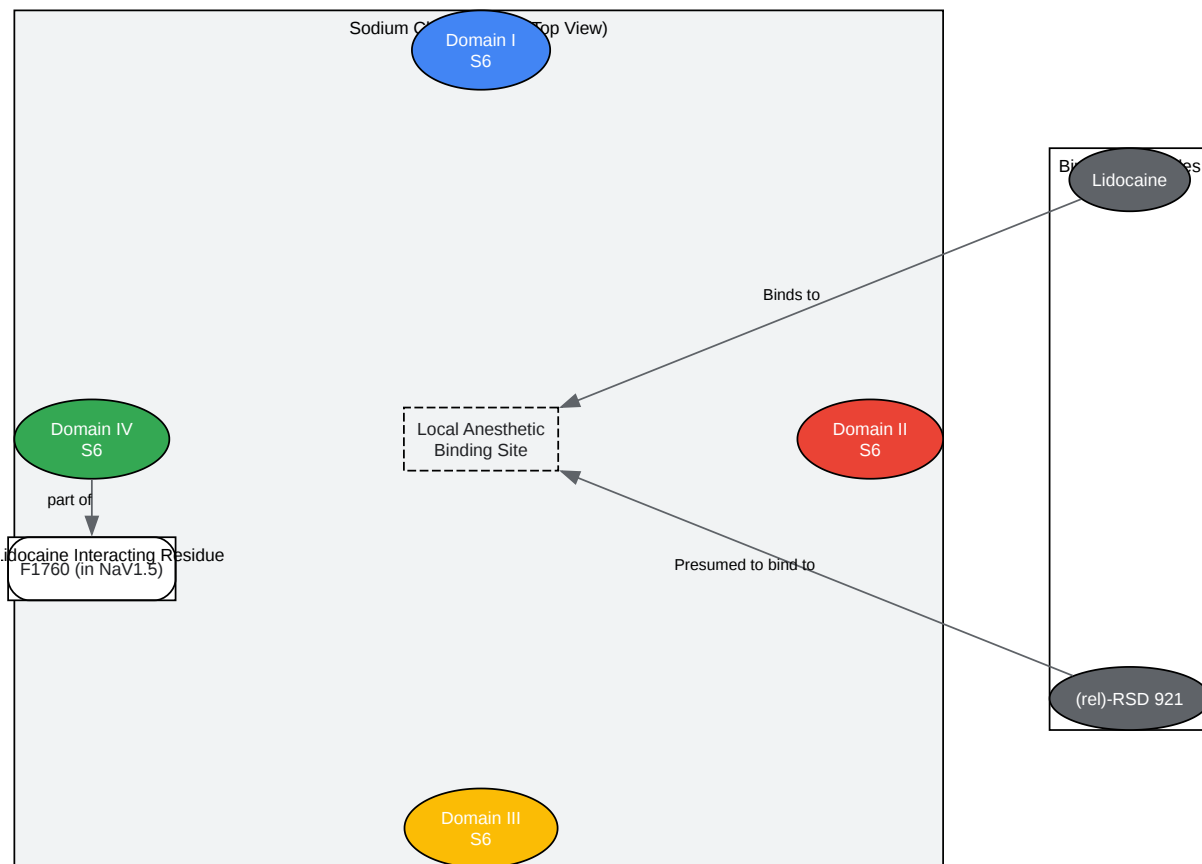 Sodium C Top View)
Domain I
S6
Lidocaine
Binds to
Domain IV
S6
Local Anesthetic
Binding Site
Domain II
S6
part of
Lidocaine Interacting Residue
F1760 (in NaV1.5)
Presumed to bind to
(rel)-RSD 921
Domain III
S6